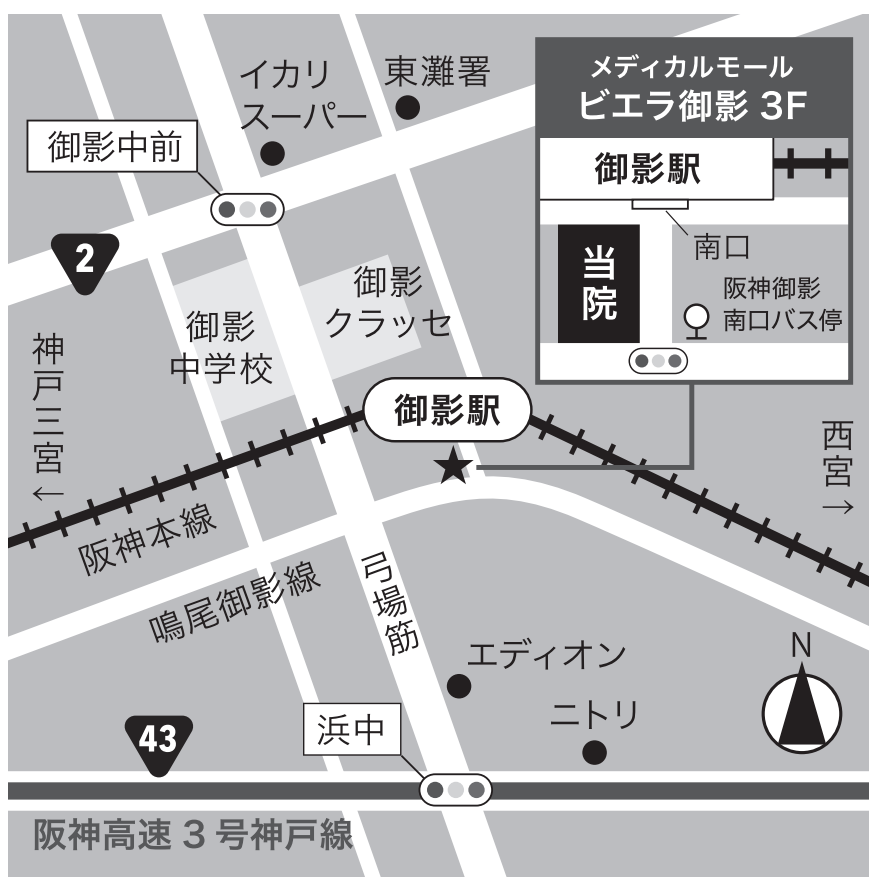 イカリ
スーパー
東灘署
御影中前
2
御影
中学校
御影
クラッセ
神戸三宮
←
御影駅
★
西宮
→
阪神本線
鳴尾御影線
弓場筋
エディオン
ニトリ
N
43
浜中
阪神高速3号神戸線
メディカルモール
ビエラ御影 3F
御影駅
南口
当院
阪神御影
南口バス停